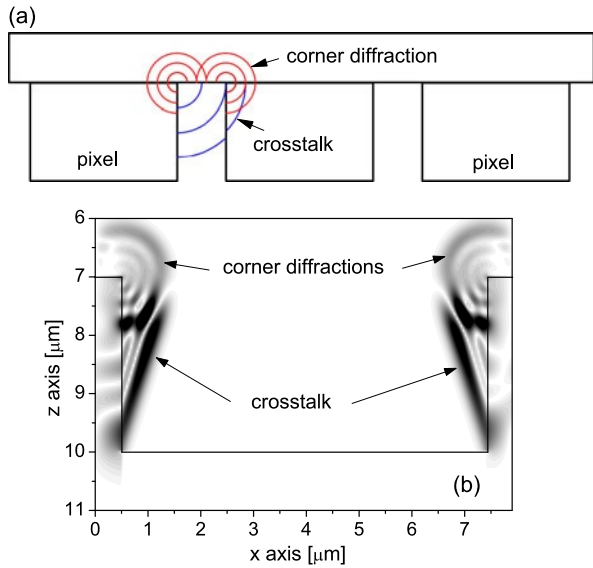 (a)
corner diffraction
crosstalk
pixel
pixel
6
7
8
9
10
11
z axis [μm]
corner diffractions
crosstalk
(b)
0 1 2 3 4 5 6 7
x axis [μm]